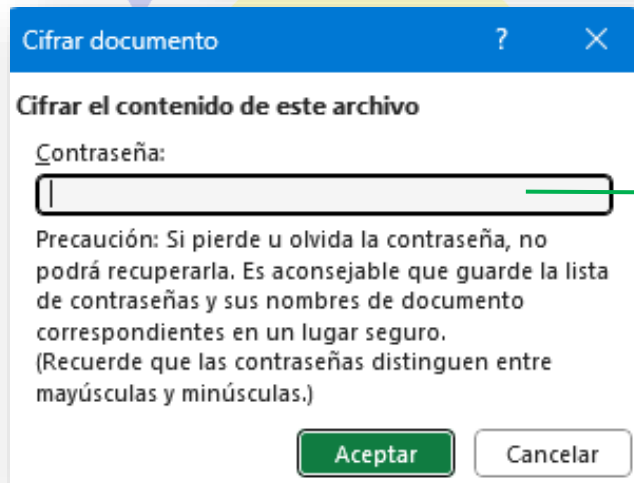 Cifrar documento ?
Cifrar el contenido de este archivo
Contraseña:
Precaución: Si pierde u olvida la contraseña, no
podrá recuperarla. Es aconsejable que guarde la lista
de contraseñas y sus nombres de documento
correspondientes en un lugar seguro.
(Recuerde que las contraseñas distinguen entre
mayúsculas y minúsculas.)
Aceptar Cancelar